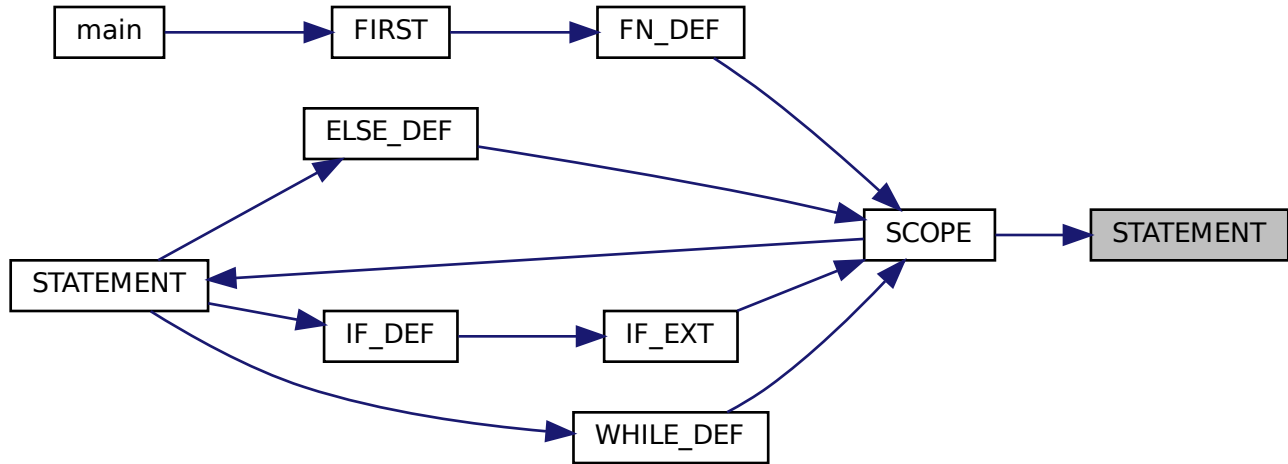 main
FIRST
FN_DEF
ELSE_DEF
SCOPE
STATEMENT
STATEMENT
IF_DEF
IF_EXT
WHILE_DEF